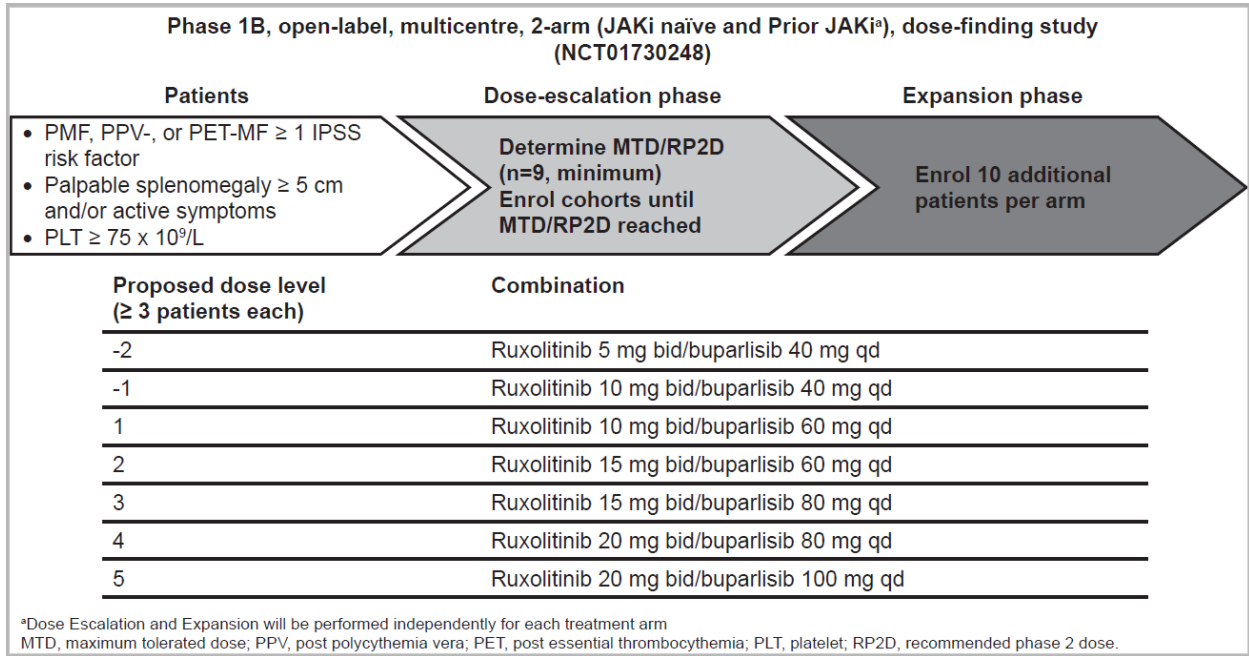 Phase 1B, open-label, multicentre, 2-arm (JAKi naïve and Prior JAKiᵃ), dose-finding study
(NCT01730248)
Patients
• PMF, PPV-, or PET-MF ≥ 1 IPSS
risk factor
• Palpable splenomegaly ≥ 5 cm
and/or active symptoms
• PLT ≥ 75 x 10⁹/L
Dose-escalation phase
Determine MTD/RP2D
(n=9, minimum)
Enrol cohorts until
MTD/RP2D reached
Expansion phase
Enrol 10 additional
patients per arm
Proposed dose level
(≥ 3 patients each)
Combination
-2 Ruxolitinib 5 mg bid/buparlisib 40 mg qd
-1 Ruxolitinib 10 mg bid/buparlisib 40 mg qd
1 Ruxolitinib 10 mg bid/buparlisib 60 mg qd
2 Ruxolitinib 15 mg bid/buparlisib 60 mg qd
3 Ruxolitinib 15 mg bid/buparlisib 80 mg qd
4 Ruxolitinib 20 mg bid/buparlisib 80 mg qd
5 Ruxolitinib 20 mg bid/buparlisib 100 mg qd
ᵃDose Escalation and Expansion will be performed independently for each treatment arm
MTD, maximum tolerated dose; PPV, post polycythemia vera; PET, post essential thrombocythemia; PLT, platelet; RP2D, recommended phase 2 dose.